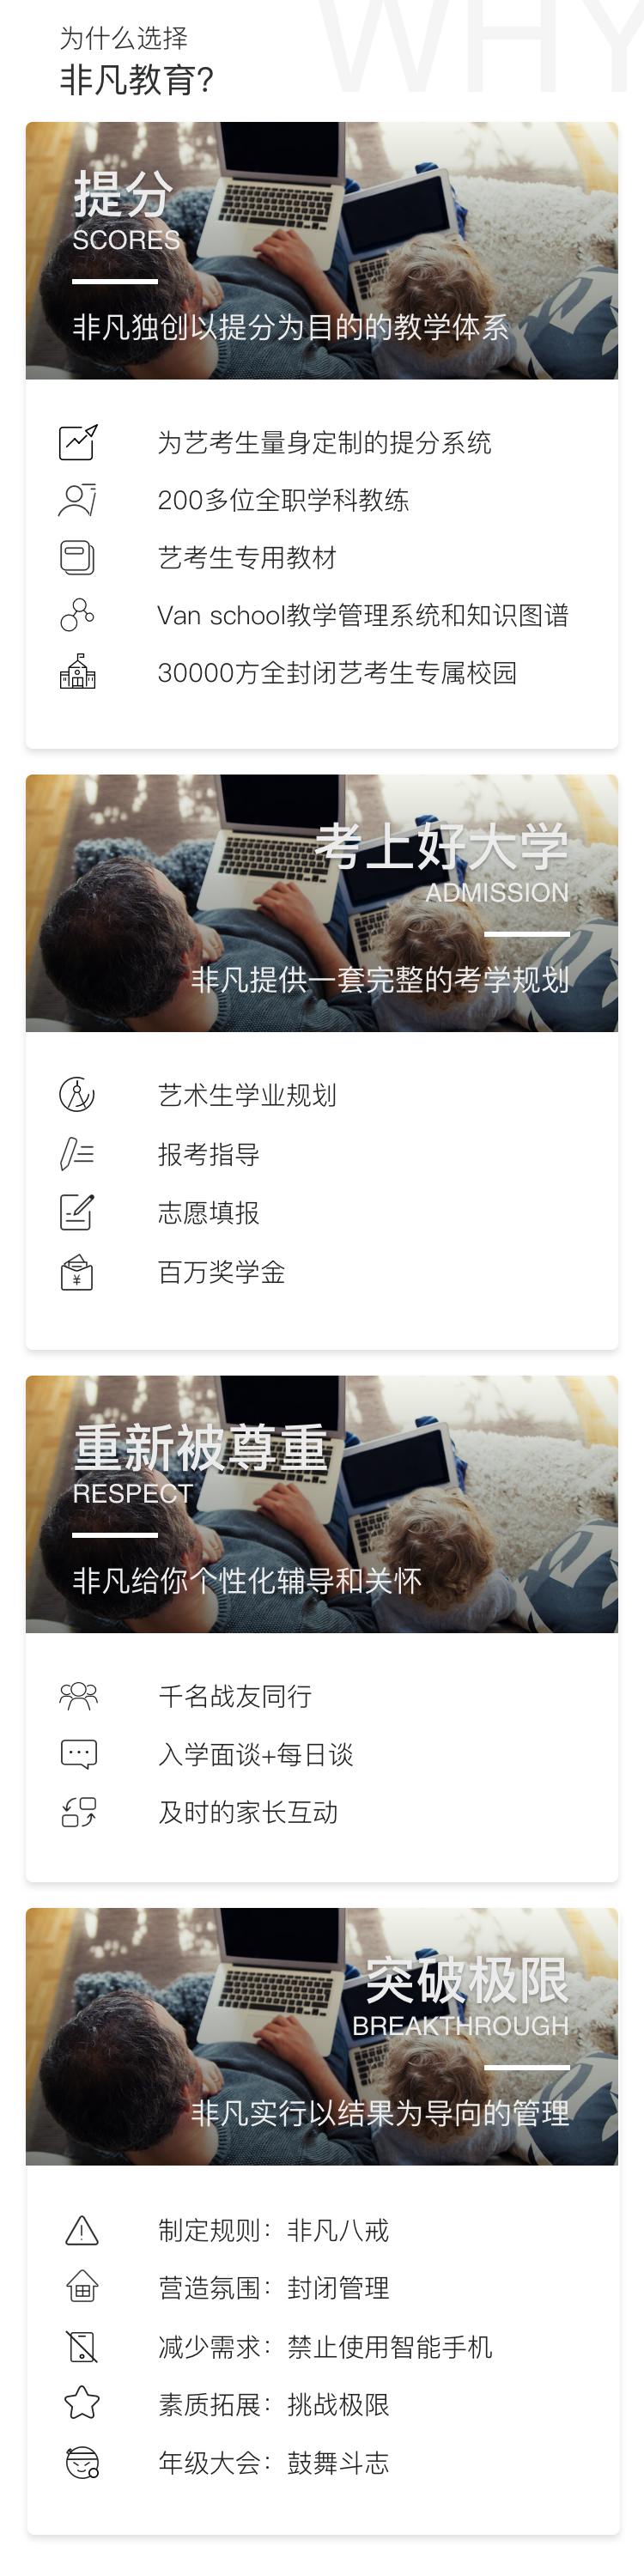 WHY
为什么选择
非凡教育?
提分
SCORES
非凡独创以提分为目的的教学体系
为艺考生量身定制的提分系统
200多位全职学科教练
艺考生专用教材
Van school教学管理系统和知识图谱
30000方全封闭艺考生专属校园
考上好大学
ADMISSION
非凡提供一套完整的考学规划
艺术生学业规划
报考指导
志愿填报
¥
百万奖学金
重新被尊重
RESPECT
非凡给你个性化辅导和关怀
千名战友同行
入学面谈+每日谈
及时的家长互动
突破极限
BREAKTHROUGH
非凡实行以结果为导向的管理
制定规则：非凡八戒
营造氛围：封闭管理
减少需求：禁止使用智能手机
素质拓展：挑战极限
年级大会：鼓舞斗志